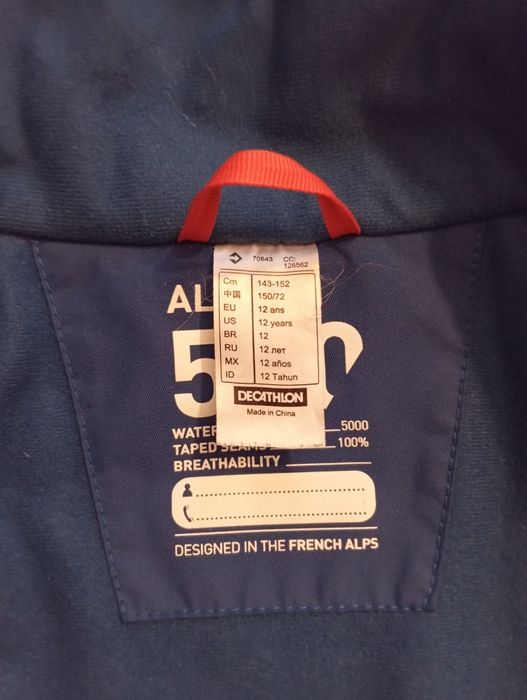 70643 CC: 126562
Cm 143-152
中国 150/72
EU 12 ans
US 12 years
BR 12
RU 12 лет
MX 12 años
ID 12 Tahun
DECATHLON
Made in China
AL
5 0
WATER 5000
TAPED SEAMS 100%
BREATHABILITY
DESIGNED IN THE FRENCH ALPS